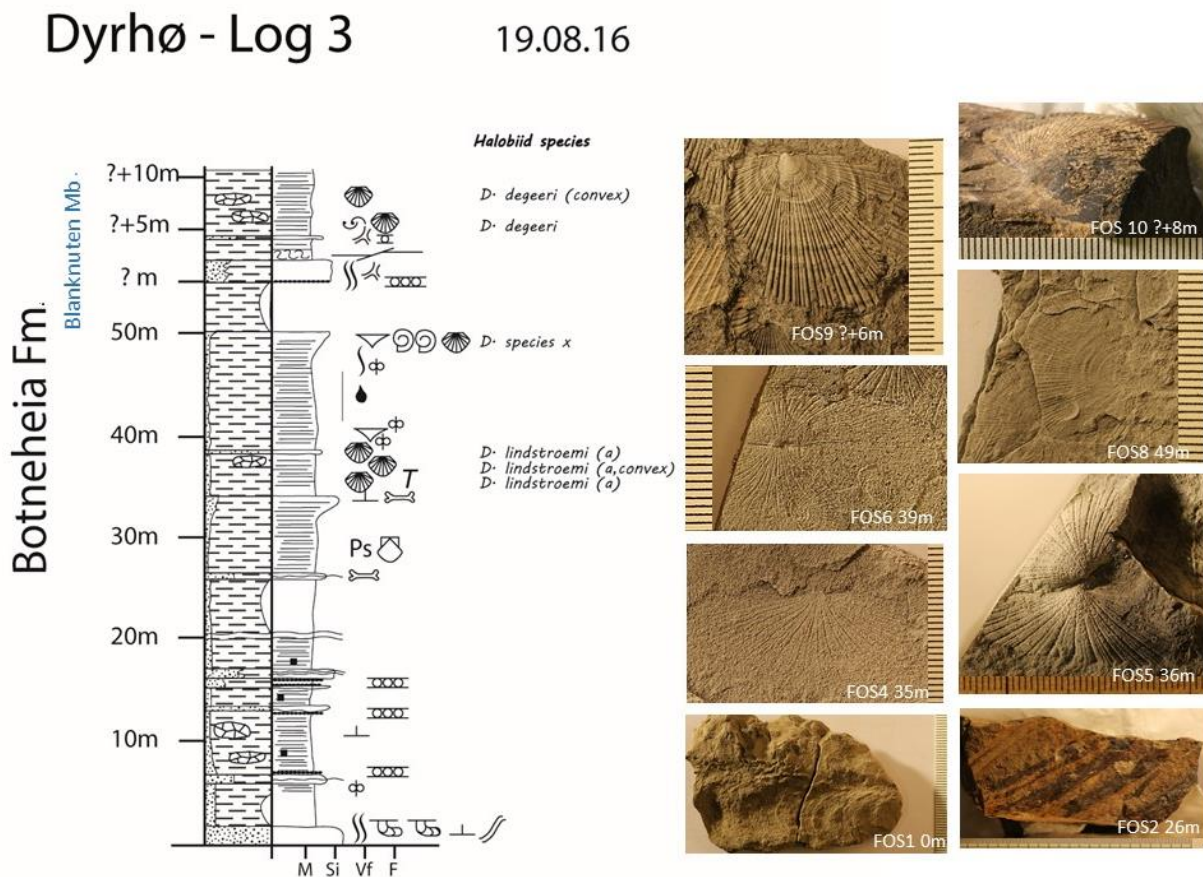 Dyrhø - Log 3
19.08.16
Halobiid species
?+10m
D. degeeri (convex)
?+5m
D. degeeri
? m
50m
D. species x
40m
D. lindstroemi (a)
D. lindstroemi (a,convex)
D. lindstroemi (a)
T
30m
Ps
20m
10m
M Si Vf F
Botneheia Fm.
Blanknuten Mb.
FOS 10 ?+8m
FOS9 ?+6m
FOS8 49m
FOS6 39m
FOS5 36m
FOS4 35m
FOS1 0m
FOS2 26m